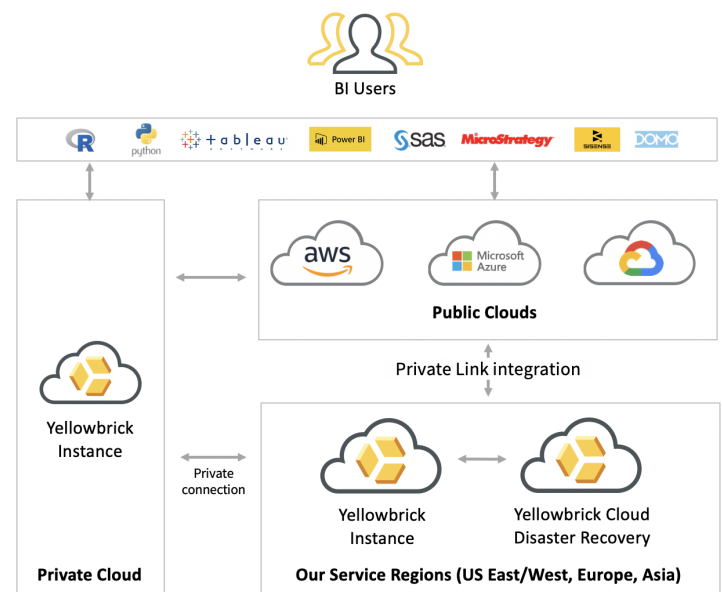 BI Users
R
python
+ a b l e a u
S O F T W A R E
Power BI
sas
MicroStrategy
SISENSE
DOMO
aws
Microsoft
Azure
Public Clouds
Private Link integration
Yellowbrick
Instance
Private
connection
Yellowbrick
Instance
Yellowbrick Cloud
Disaster Recovery
Private Cloud
Our Service Regions (US East/West, Europe, Asia)